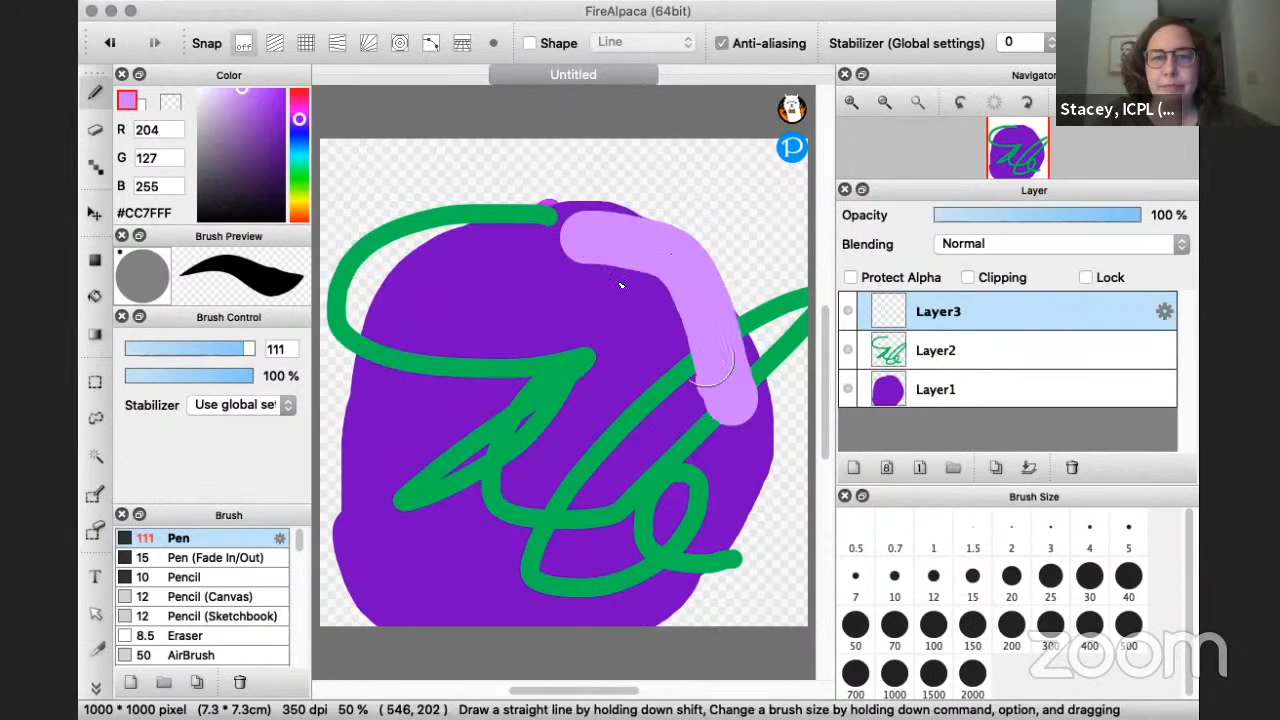 FireAlpaca (64bit)
Snap
off
Shape
Line
Anti-aliasing
Stabilizer (Global settings)
0
Color
Untitled
Navigator
Stacey, ICPL (...
R 204
G 127
B 255
#CC7FFF
P
Brush Preview
Layer
Opacity
100 %
Blending
Normal
Protect Alpha
Clipping
Lock
Brush Control
111
100 %
Stabilizer
Use global set
Layer3
Layer2
Layer1
8
1
Brush
111 Pen
15 Pen (Fade In/Out)
10 Pencil
12 Pencil (Canvas)
12 Pencil (Sketchbook)
8.5 Eraser
50 AirBrush
T
Brush Size
0.5 0.7 1 1.5 2 3 4 5
7 10 12 15 20 25 30 40
50 70 100 150 200 300 400 500
700 1000 1500 2000
zoom
1000 * 1000 pixel (7.3 * 7.3cm) 350 dpi 50 % ( 546, 202 ) Draw a straight line by holding down shift, Change a brush size by holding down command, option, and dragging